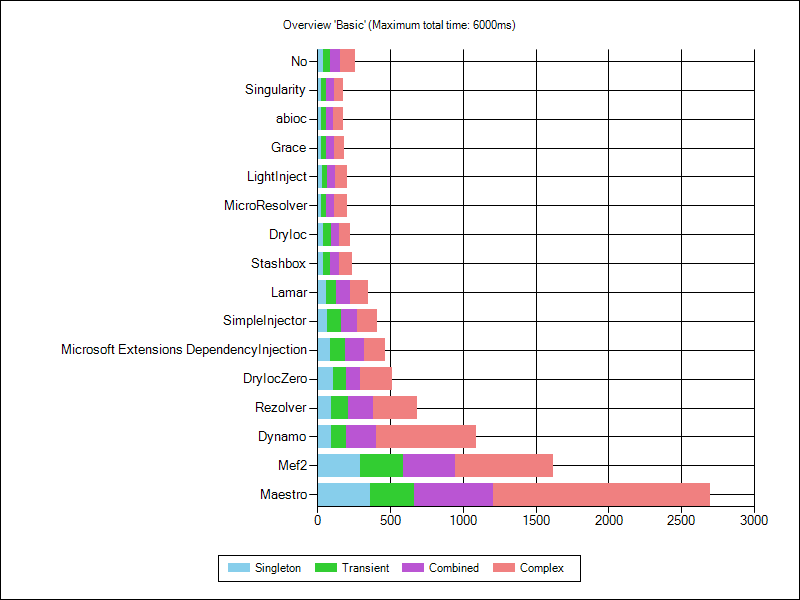 Overview 'Basic' (Maximum total time: 6000ms)
No
Singularity
abioc
Grace
LightInject
MicroResolver
DryIoc
Stashbox
Lamar
SimpleInjector
Microsoft Extensions DependencyInjection
DryIocZero
Rezolver
Dynamo
Mef2
Maestro
0 500 1000 1500 2000 2500 3000
Singleton Transient Combined Complex